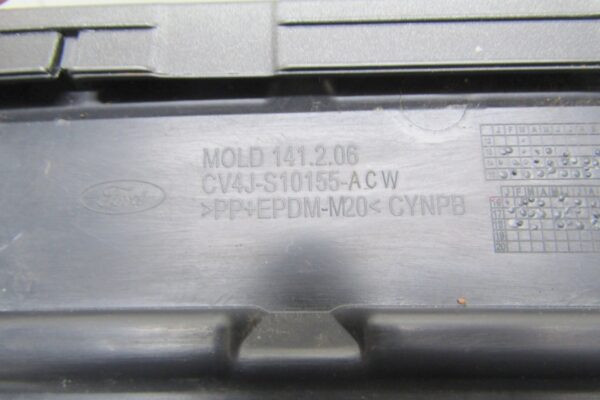 MOLD 141.2.06
Ford
CV4J-S10155-ACW
>PP+EPDM-M20< CYNPB